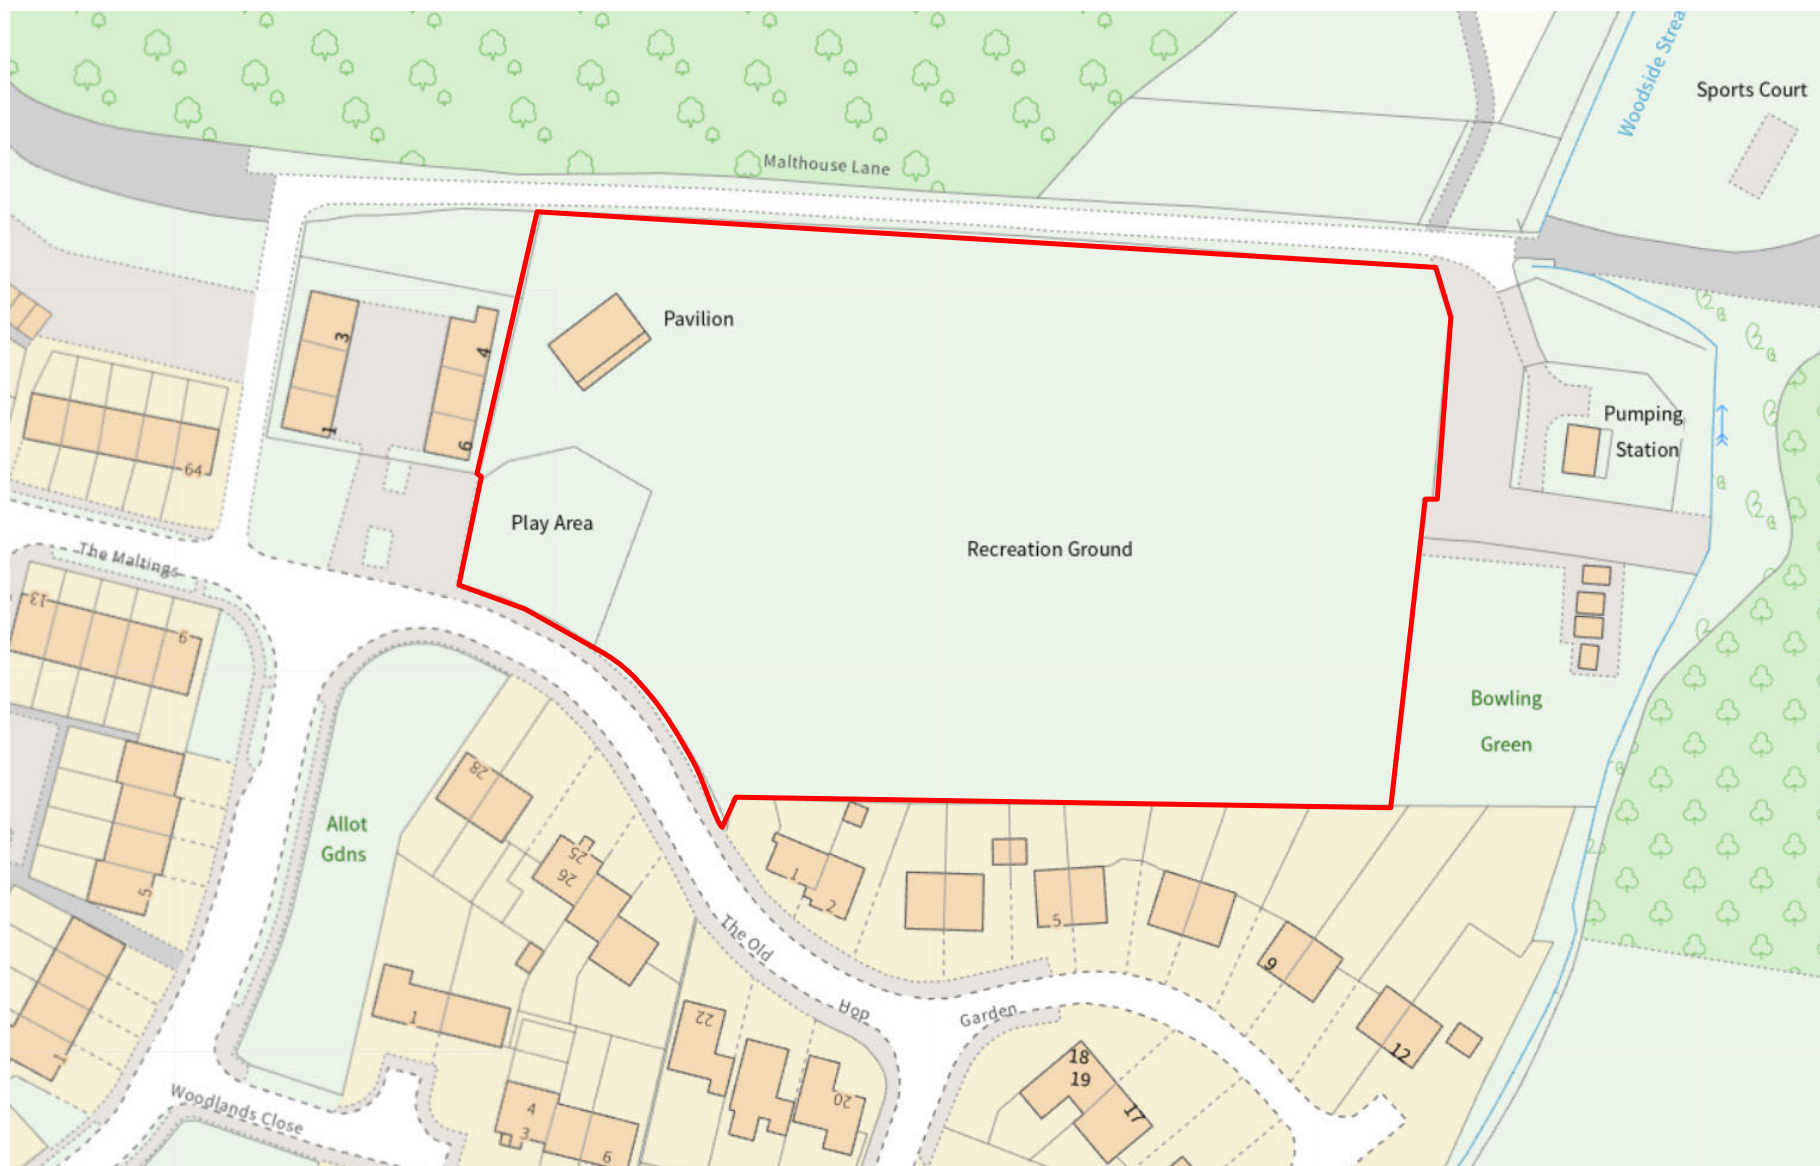 Woodside Strea
Sports Court
Malthouse Lane
Pavilion
3
4
1
6
64
Pumping
Station
Play Area
Recreation Ground
The Maltings
13
9
Bowling
Green
28
Allot
Gdns
25
26
5
1
2
5
The Old
Hop
Garden
9
12
1
22
18
19
17
20
1
Woodlands Close
4
3
6